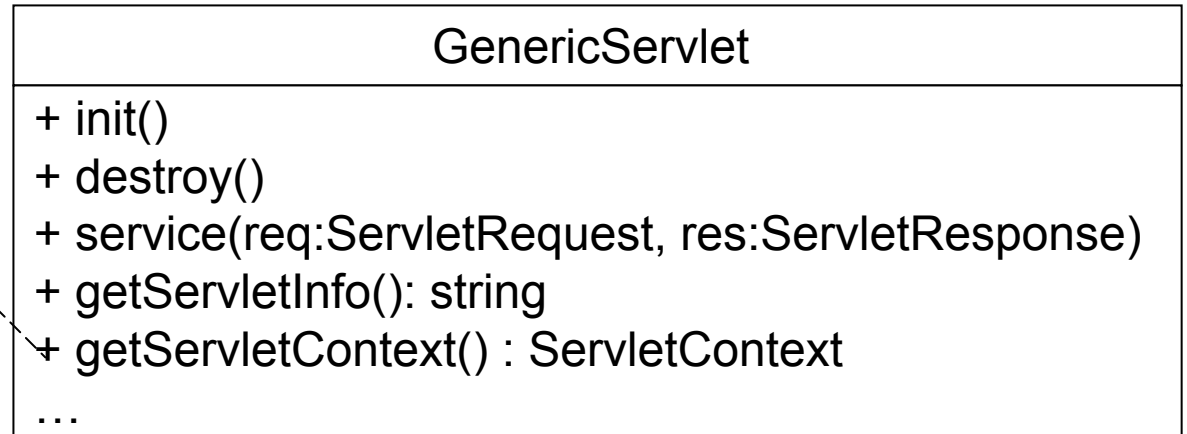 GenericServlet
+ init()
+ destroy()
+ service(req:ServletRequest, res:ServletResponse)
+ getServletInfo(): string
+ getServletContext() : ServletContext
…